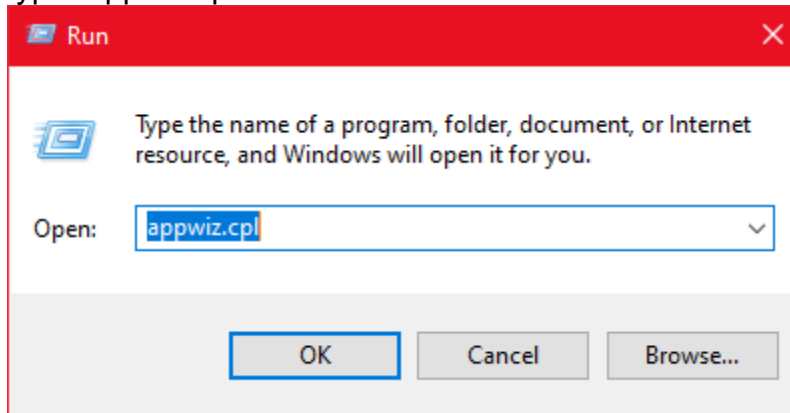 Run
Type the name of a program, folder, document, or Internet
resource, and Windows will open it for you.
Open:
appwiz.cpl
OK
Cancel
Browse...